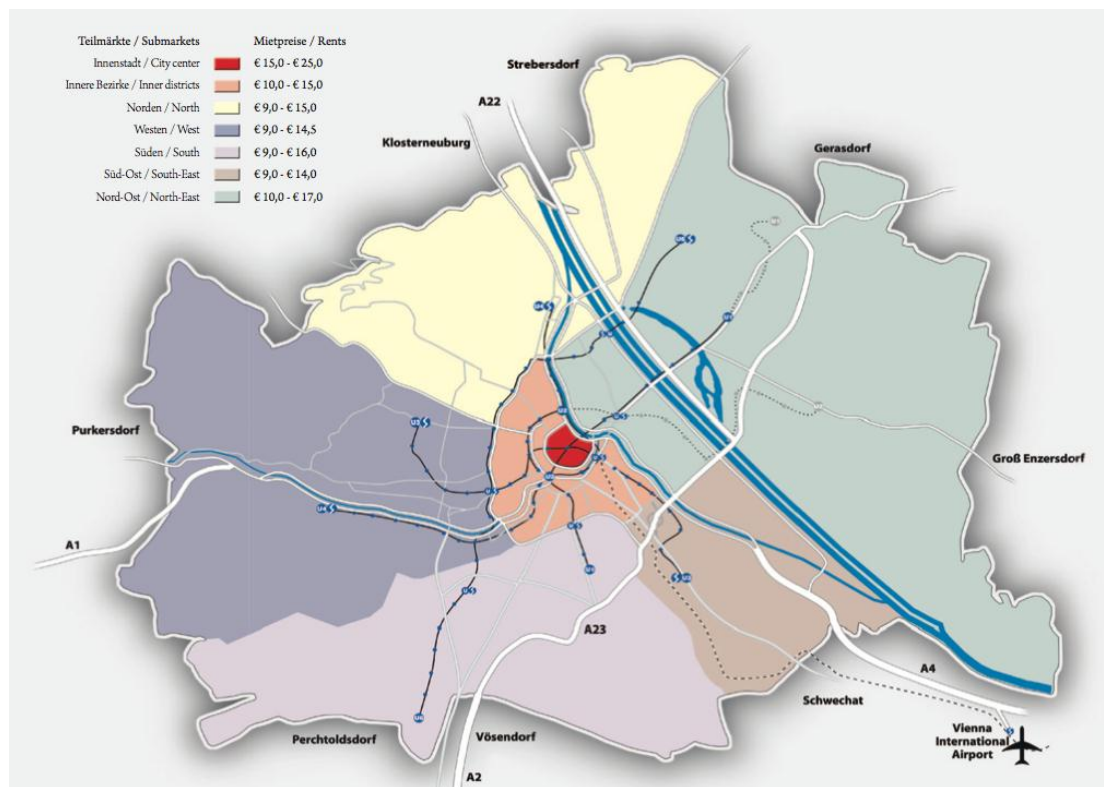 Teilmärkte / Submarkets Mietpreise / Rents
Innenstadt / City center € 15,0 - € 25,0
Innere Bezirke / Inner districts € 10,0 - € 15,0
Norden / North € 9,0 - € 15,0
Westen / West € 9,0 - € 14,5
Süden / South € 9,0 - € 16,0
Süd-Ost / South-East € 9,0 - € 14,0
Nord-Ost / North-East € 10,0 - € 17,0
Strebersdorf
A22
Klosterneuburg
Gerasdorf
Purkersdorf
Groß Enzersdorf
A1
A23
A4
Schwechat
Perchtoldsdorf
Vösendorf
Vienna
International
Airport
A2